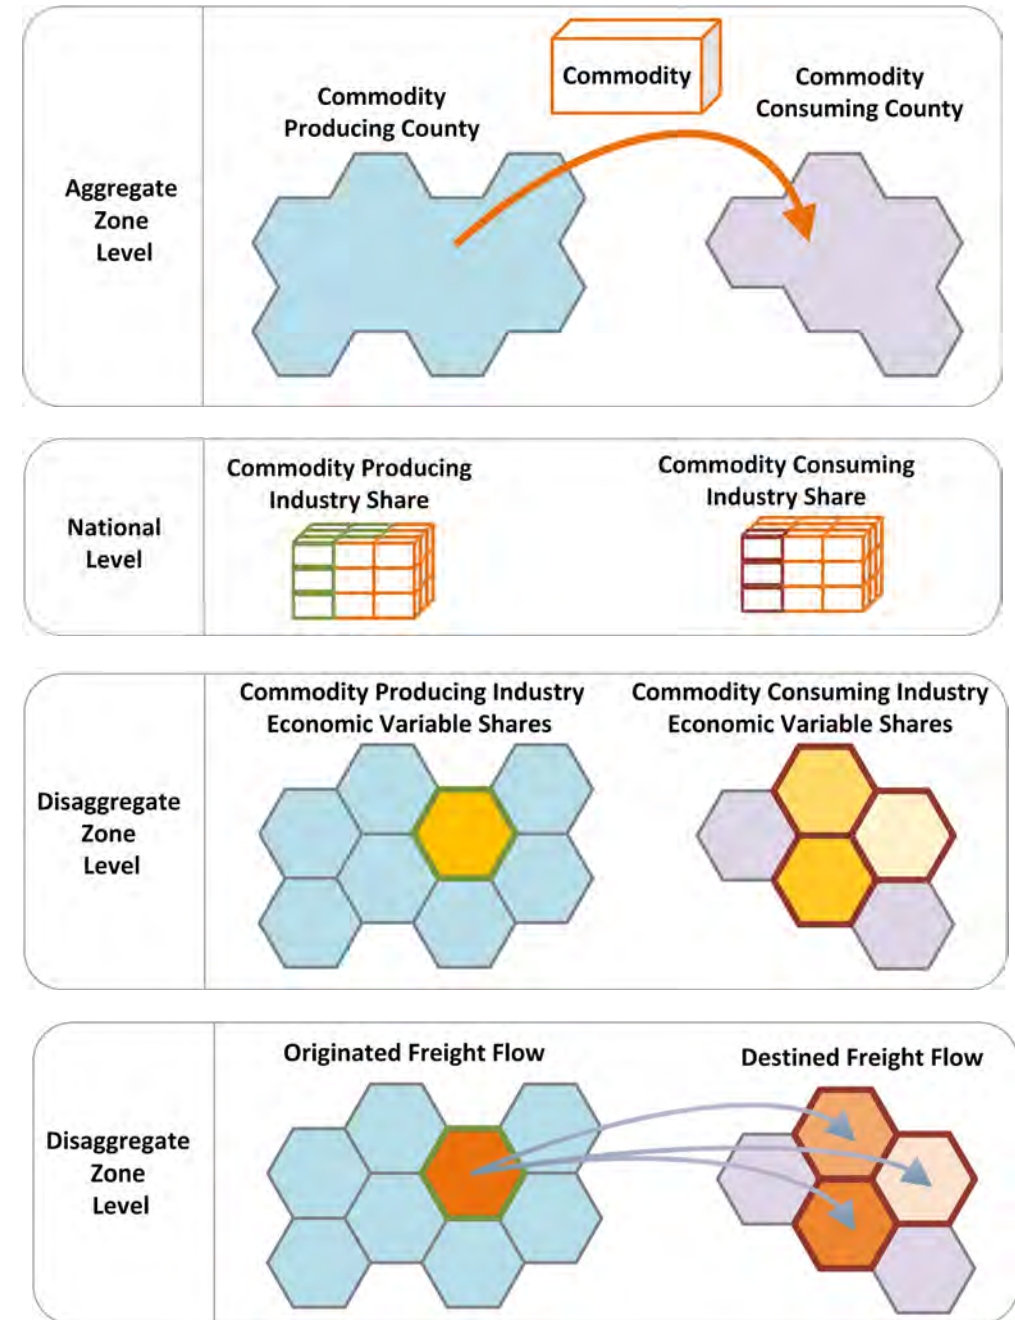 Aggregate
Zone
Level
Commodity
Producing County
Commodity
Commodity
Consuming County
National
Level
Commodity Producing
Industry Share
Commodity Consuming
Industry Share
Disaggregate
Zone
Level
Commodity Producing Industry
Economic Variable Shares
Commodity Consuming Industry
Economic Variable Shares
Disaggregate
Zone
Level
Originated Freight Flow
Destined Freight Flow